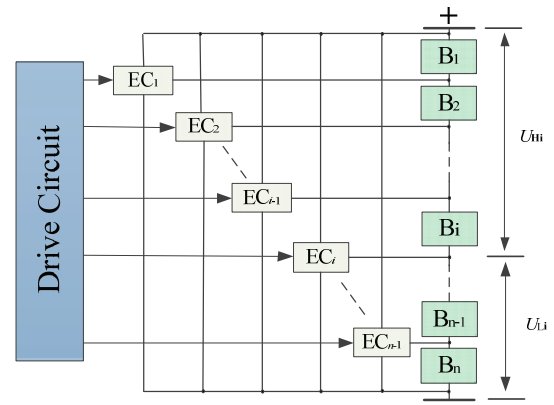 +
B1
EC1
B2
EC2
UHi
ECi-1
Drive Circuit
Bi
ECi
Bn-1
ULi
ECn-1
Bn